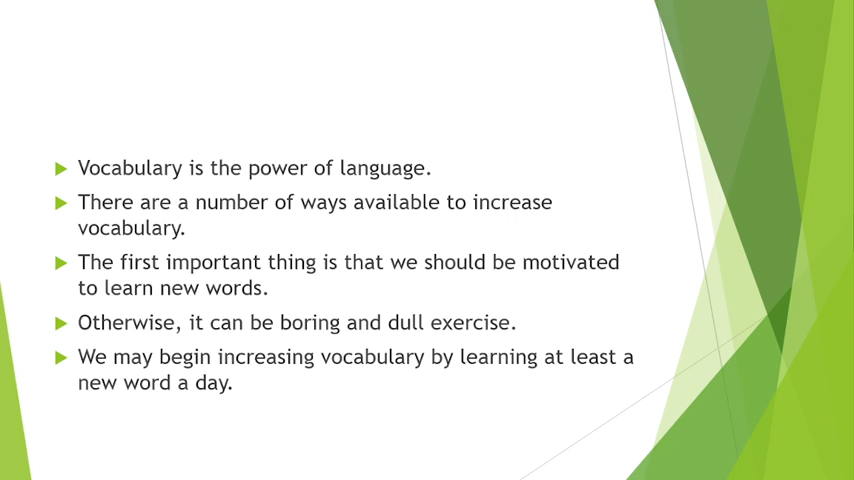 Vocabulary is the power of language.
There are a number of ways available to increase
vocabulary.
The first important thing is that we should be motivated
to learn new words.
Otherwise, it can be boring and dull exercise.
We may begin increasing vocabulary by learning at least a
new word a day.